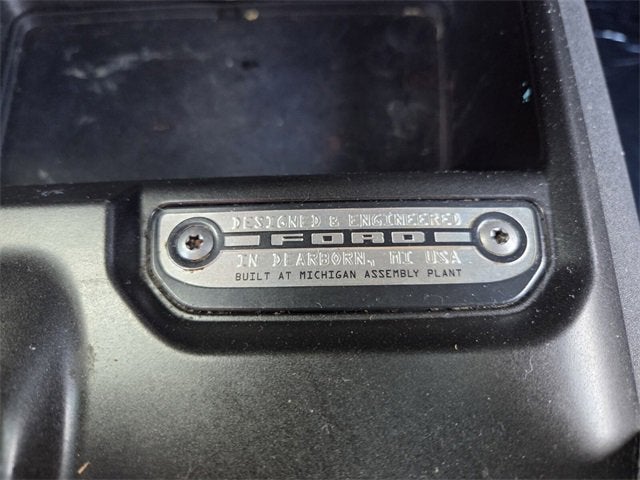 DESIGNED & ENGINEERED
FORD
IN DEARBORN, MI USA
BUILT AT MICHIGAN ASSEMBLY PLANT